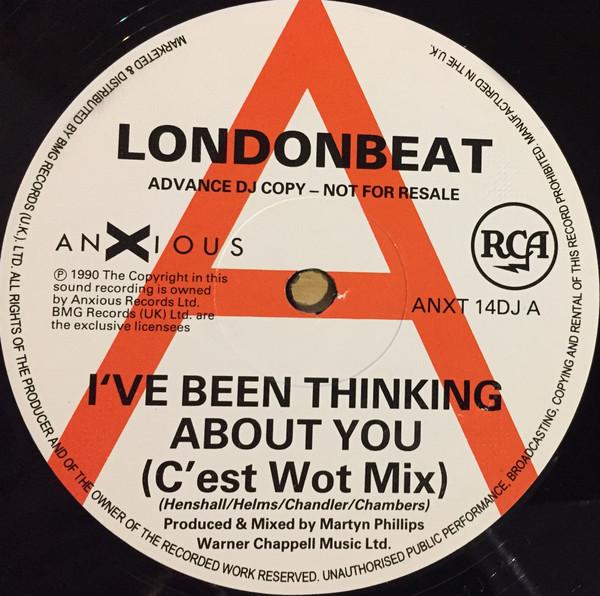 LONDONBEAT
ADVANCE DJ COPY – NOT FOR RESALE
ANXIOUS
RCA
Ⓟ 1990 The Copyright in this
sound recording is owned
by Anxious Records Ltd.
BMG Records (UK) Ltd. are
the exclusive licensees
ANXT 14DJ A
I'VE BEEN THINKING
ABOUT YOU
(C'est Wot Mix)
(Henshall/Helms/Chandler/Chambers)
Produced & Mixed by Martyn Phillips
Warner Chappell Music Ltd.
MARKETED & DISTRIBUTED BY BMG RECORDS (UK). LTD. ALL RIGHTS OF THE PRODUCER AND OF THE OWNER OF THE RECORDED WORK RESERVED. UNAUTHORISED PUBLIC PERFORMANCE, BROADCASTING, COPYING AND RENTAL OF THIS RECORD PROHIBITED. MANUFACTURED IN THE U.K.
A